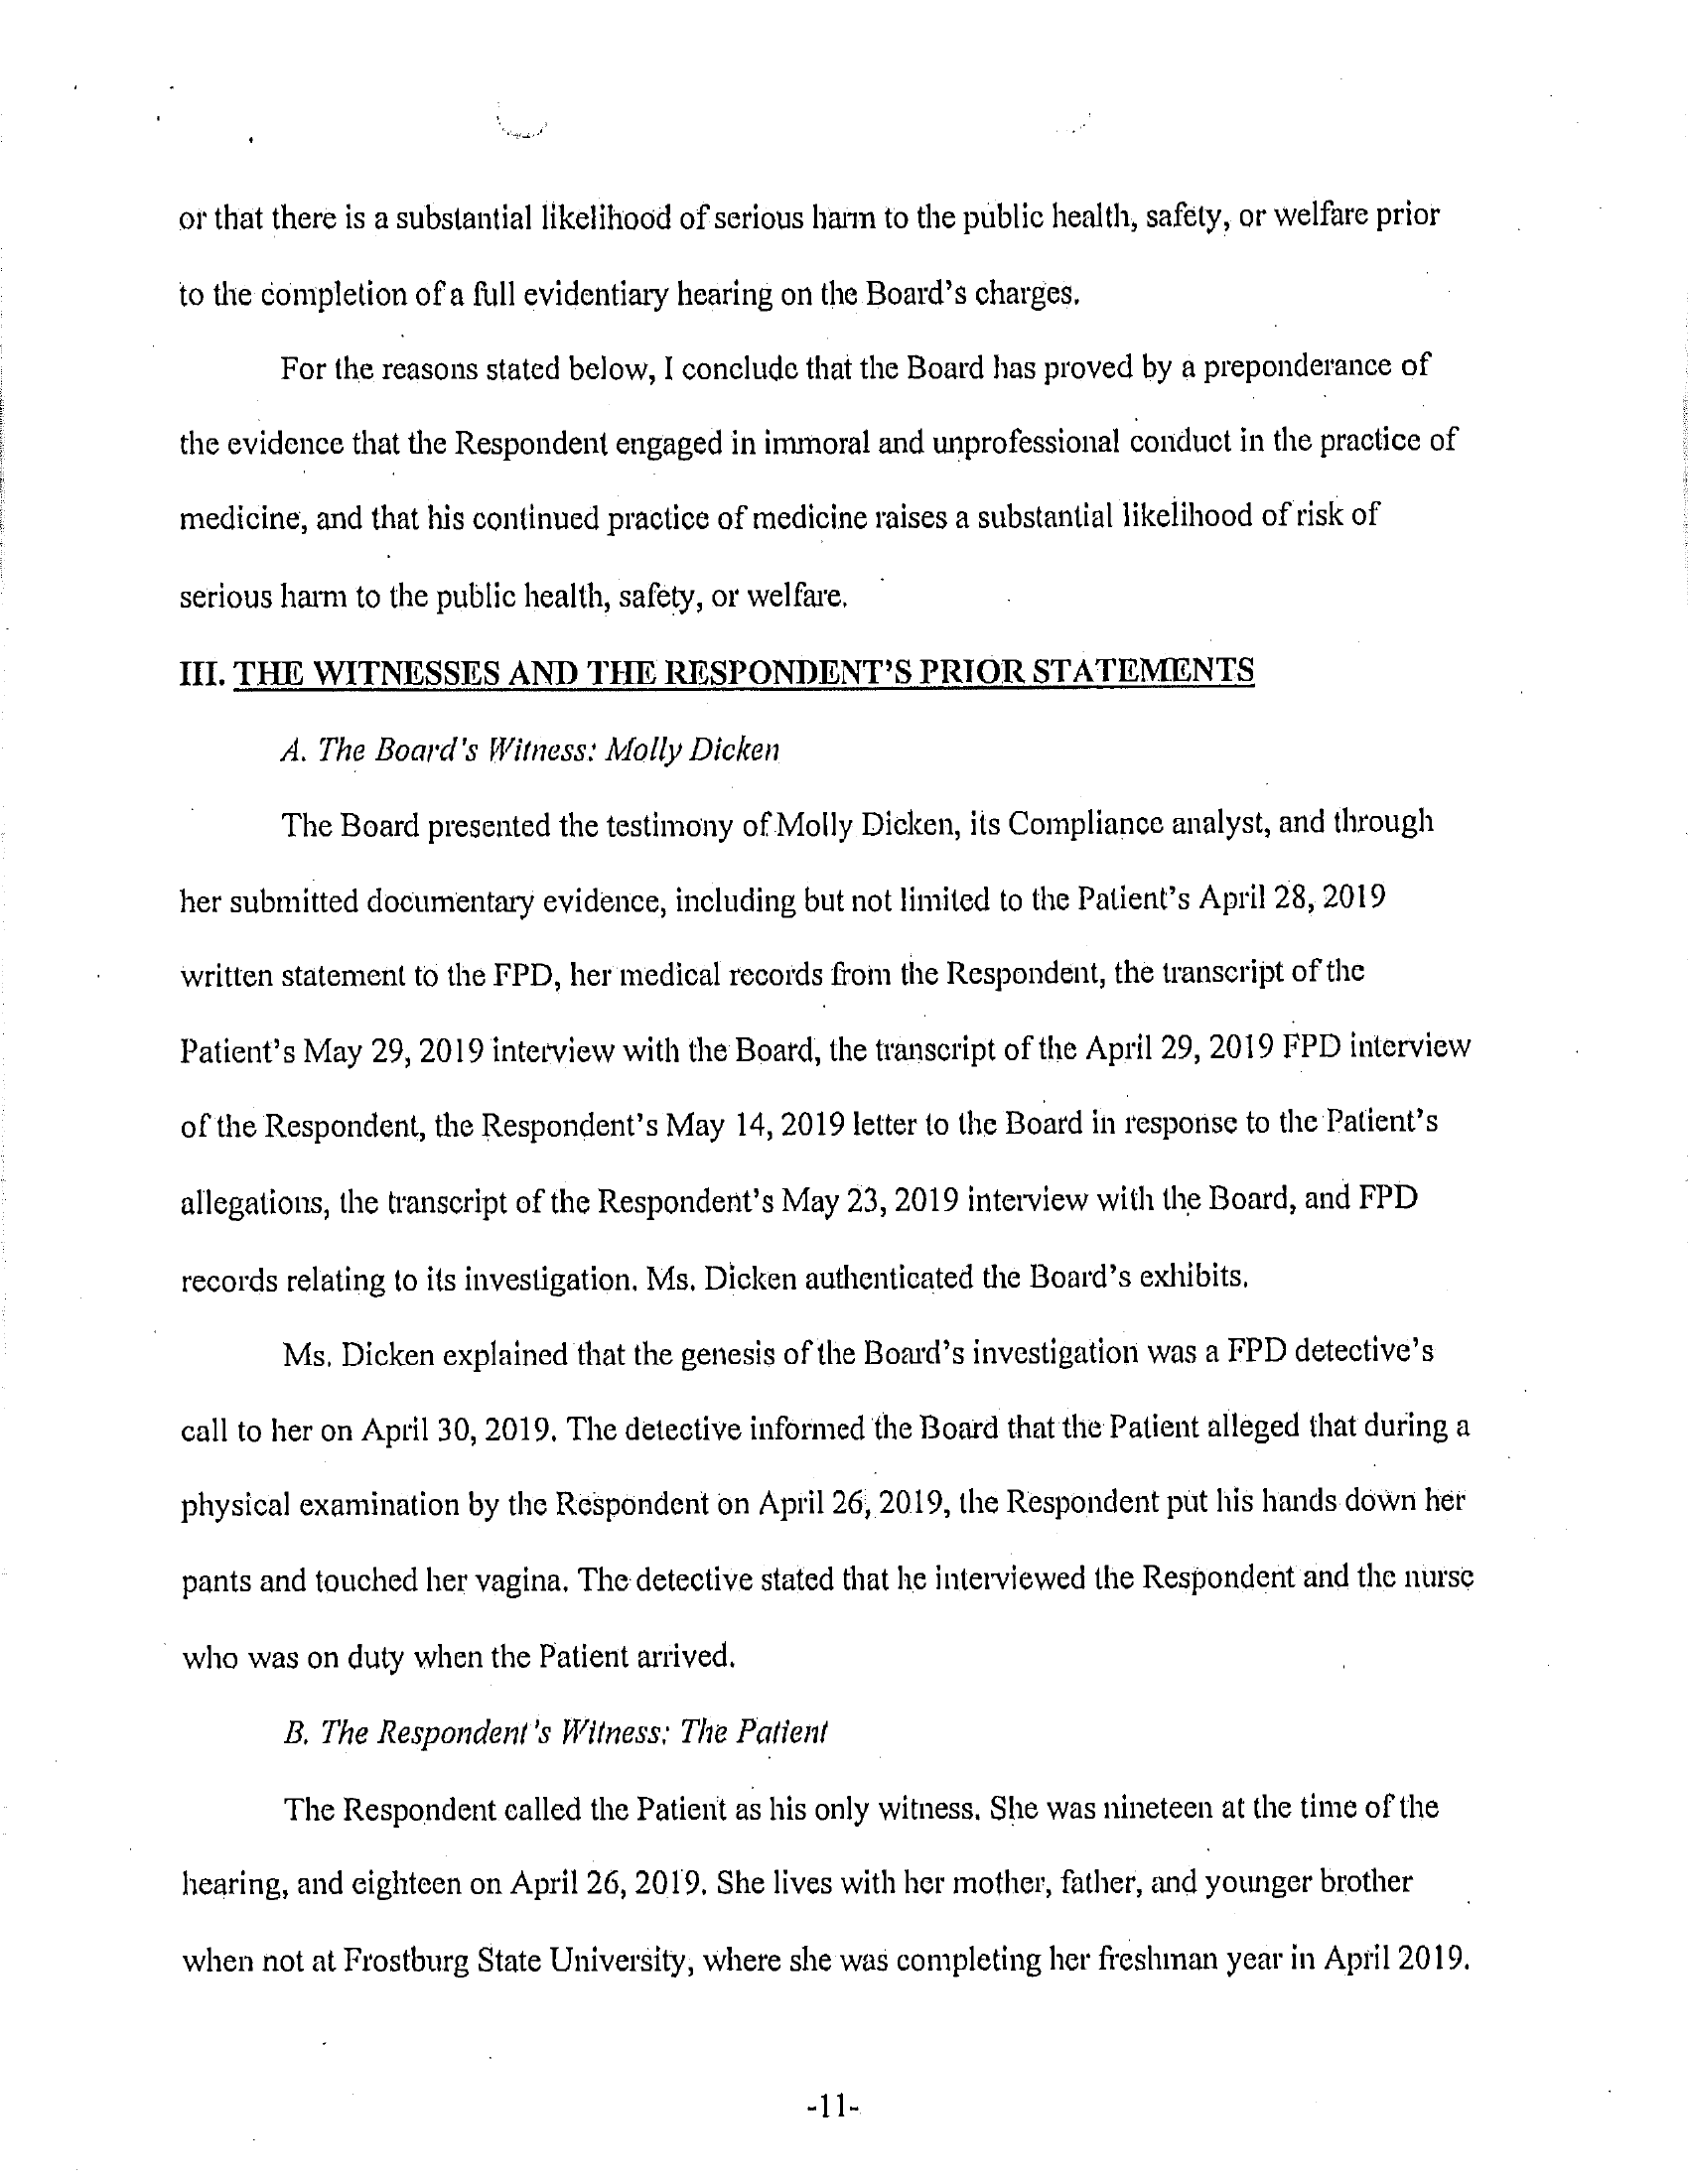 or that there is a substantial likelihood of serious harm to the public health, safety, or welfare prior
to the completion of a full evidentiary hearing on the Board's charges.
For the reasons stated below, I conclude that the Board has proved by a preponderance of
the evidence that the Respondent engaged in immoral and unprofessional conduct in the practice of
medicine, and that his continued practice of medicine raises a substantial likelihood of risk of
serious harm to the public health, safety, or welfare.
III. THE WITNESSES AND THE RESPONDENT'S PRIOR STATEMENTS
A. The Board's Witness: Molly Dicken
The Board presented the testimony of Molly Dicken, its Compliance analyst, and through
her submitted documentary evidence, including but not limited to the Patient's April 28, 2019
written statement to the FPD, her medical records from the Respondent, the transcript of the
Patient's May 29, 2019 interview with the Board, the transcript of the April 29, 2019 FPD interview
of the Respondent, the Respondent's May 14, 2019 letter to the Board in response to the Patient's
allegations, the transcript of the Respondent's May 23, 2019 interview with the Board, and FPD
records relating to its investigation. Ms. Dicken authenticated the Board's exhibits.
Ms. Dicken explained that the genesis of the Board's investigation was a FPD detective's
call to her on April 30, 2019. The detective informed the Board that the Patient alleged that during a
physical examination by the Respondent on April 26, 2019, the Respondent put his hands down her
pants and touched her vagina. The detective stated that he interviewed the Respondent and the nurse
who was on duty when the Patient arrived.
B. The Respondent's Witness: The Patient
The Respondent called the Patient as his only witness. She was nineteen at the time of the
hearing, and eighteen on April 26, 2019. She lives with her mother, father, and younger brother
when not at Frostburg State University, where she was completing her freshman year in April 2019.
-11-